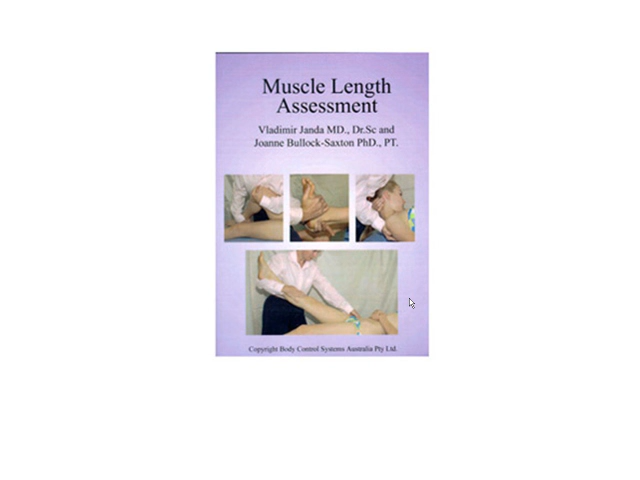 Muscle Length
Assessment
Vladimir Janda MD., Dr.Sc and
Joanne Bullock-Saxton PhD., PT.
Copyright Body Control Systems Australia Pty Ltd.